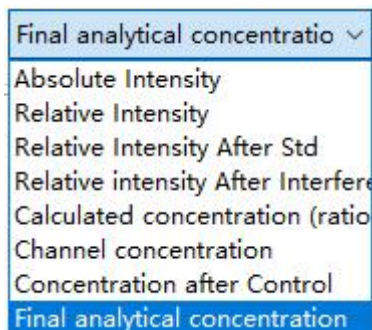 Final analytical concentratio
Absolute Intensity
Relative Intensity
Relative Intensity After Std
Relative intensity After Interfere
Calculated concentration (ratio
Channel concentration
Concentration after Control
Final analytical concentration